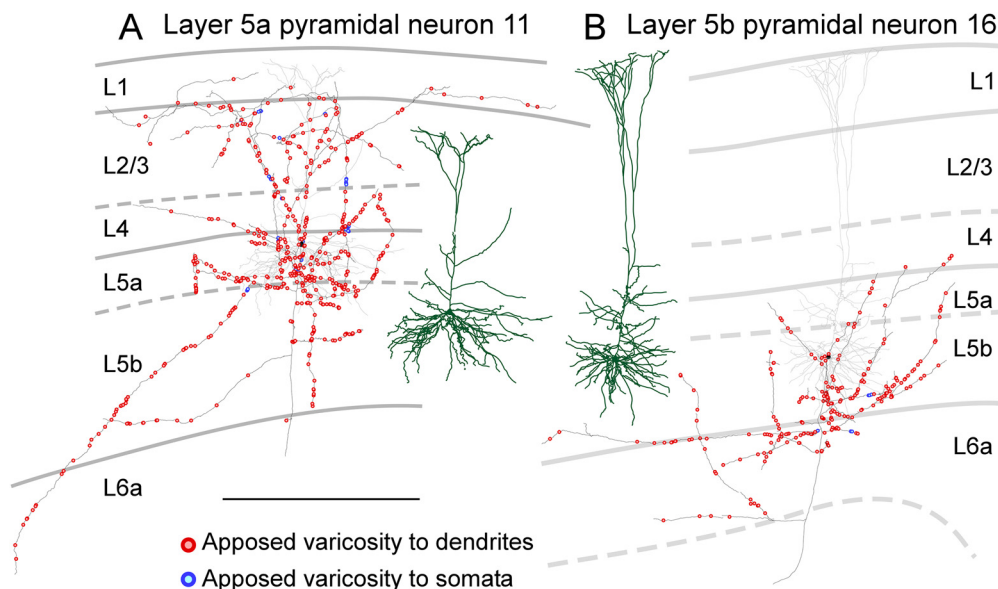 A Layer 5a pyramidal neuron 11
B Layer 5b pyramidal neuron 16
L1
L2/3
L4
L5a
L5b
L6a
L1
L2/3
L4
L5a
L5b
L6a
Apposed varicosity to dendrites
Apposed varicosity to somata